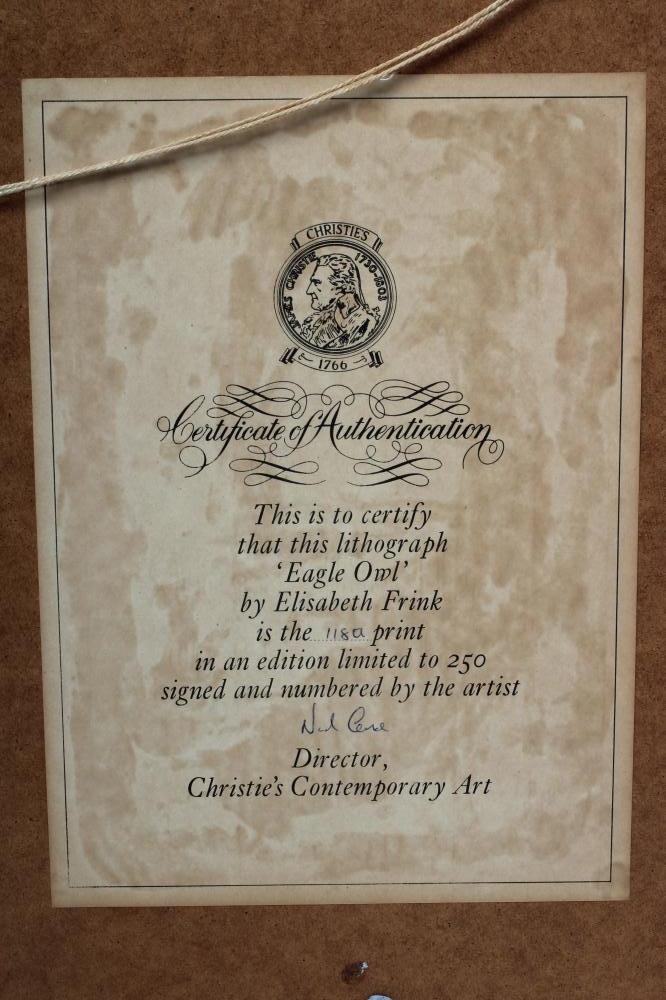 CHRISTIE'S
JAMES CHRISTIE 1730-1803
1766
Certificate of Authentication
This is to certify
that this lithograph
‘Eagle Owl’
by Elisabeth Frink
is the 118a print
in an edition limited to 250
signed and numbered by the artist
Director,
Christie's Contemporary Art